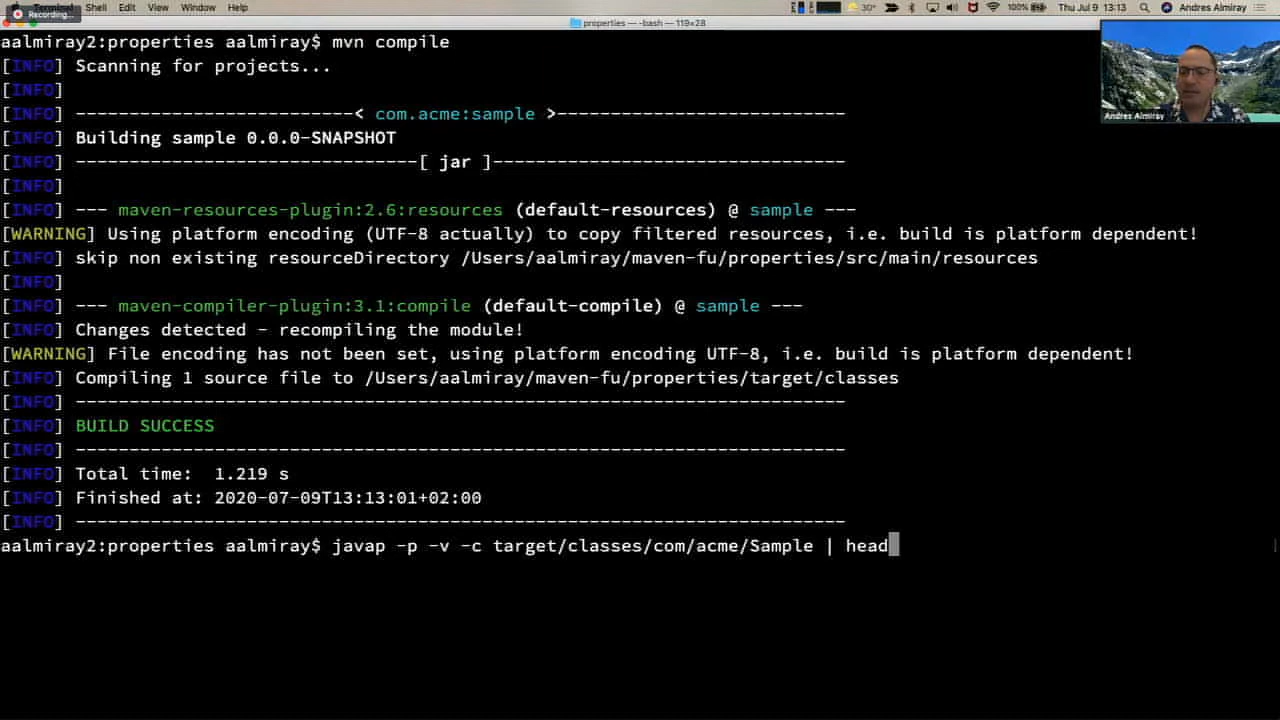 Recording...
Terminal Shell Edit View Window Help
30° 100% Thu Jul 9 13:13 Andres Almiray
properties — -bash — 119×28
aalmiray2:properties aalmiray$ mvn compile
[INFO] Scanning for projects...
[INFO]
[INFO] --------------------------< com.acme:sample >---------------------------
[INFO] Building sample 0.0.0-SNAPSHOT
[INFO] --------------------------------[ jar ]---------------------------------
[INFO]
[INFO] --- maven-resources-plugin:2.6:resources (default-resources) @ sample ---
[WARNING] Using platform encoding (UTF-8 actually) to copy filtered resources, i.e. build is platform dependent!
[INFO] skip non existing resourceDirectory /Users/aalmiray/maven-fu/properties/src/main/resources
[INFO]
[INFO] --- maven-compiler-plugin:3.1:compile (default-compile) @ sample ---
[INFO] Changes detected - recompiling the module!
[WARNING] File encoding has not been set, using platform encoding UTF-8, i.e. build is platform dependent!
[INFO] Compiling 1 source file to /Users/aalmiray/maven-fu/properties/target/classes
[INFO] ------------------------------------------------------------------------
[INFO] BUILD SUCCESS
[INFO] ------------------------------------------------------------------------
[INFO] Total time:  1.219 s
[INFO] Finished at: 2020-07-09T13:13:01+02:00
[INFO] ------------------------------------------------------------------------
aalmiray2:properties aalmiray$ javap -p -v -c target/classes/com/acme/Sample | head
Andres Almiray